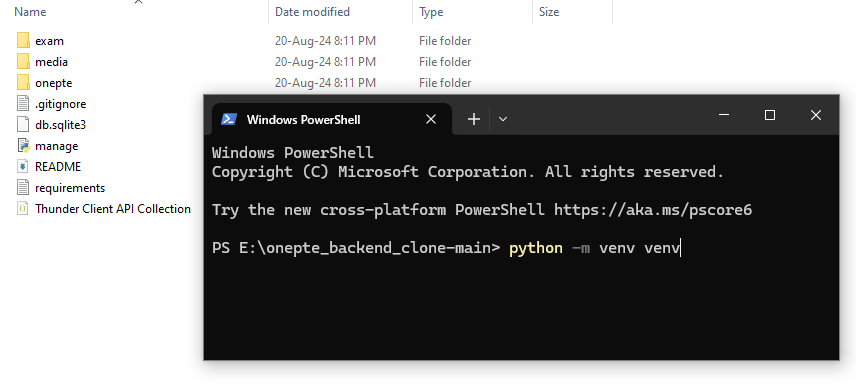 Name Date modified Type Size
exam 20-Aug-24 8:11 PM File folder
media 20-Aug-24 8:11 PM File folder
onepte 20-Aug-24 8:11 PM File folder
.gitignore
db.sqlite3
manage
README
requirements
Thunder Client API Collection
Windows PowerShell
Windows PowerShell
Copyright (C) Microsoft Corporation. All rights reserved.
Try the new cross-platform PowerShell https://aka.ms/pscore6
PS E:\onepte_backend_clone-main> python -m venv venv